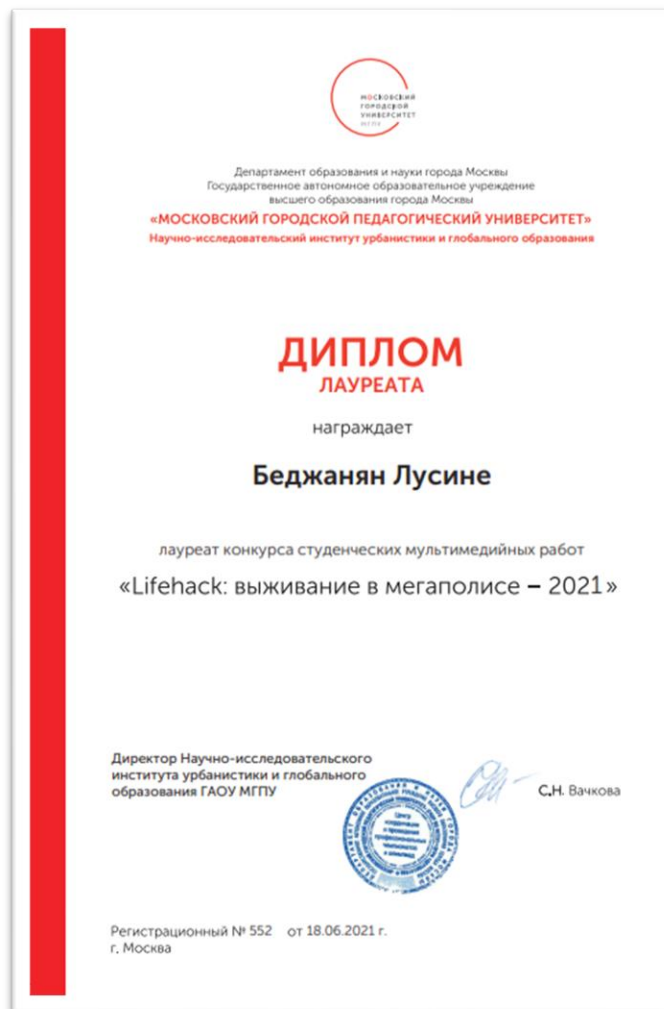 МОСКОВСКИЙ
ГОРОДСКОЙ
УНИВЕРСИТЕТ
МГПУ
Департамент образования и науки города Москвы
Государственное автономное образовательное учреждение
высшего образования города Москвы
«МОСКОВСКИЙ ГОРОДСКОЙ ПЕДАГОГИЧЕСКИЙ УНИВЕРСИТЕТ»
Научно-исследовательский институт урбанистики и глобального образования
ДИПЛОМ
ЛАУРЕАТА
награждает
Беджанян Лусине
лауреат конкурса студенческих мультимедийных работ
«Lifehack: выживание в мегаполисе – 2021»
Директор Научно-исследовательского
института урбанистики и глобального
образования ГАОУ МГПУ
С.Н. Вачкова
Регистрационный № 552 от 18.06.2021 г.
г. Москва